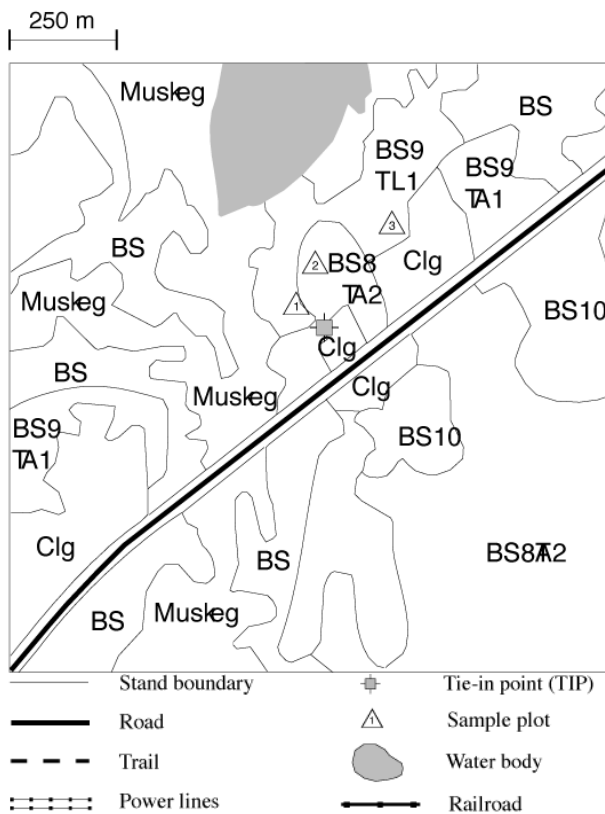 250 m
Muskeg
BS
BS9
TL1
BS9
TA1
3
BS
Clg
2
BS8
TA2
Muskeg
1
BS10
Clg
BS
Clg
Muskeg
BS9
TA1
BS10
Clg
BS
BS8TA2
Muskeg
BS
Stand boundary
Tie-in point (TIP)
Road
1
Sample plot
Trail
Water body
Power lines
Railroad